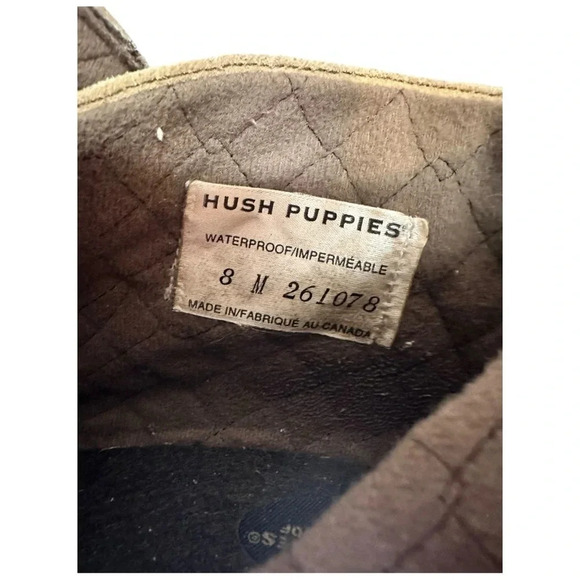 HUSH PUPPIES®
WATERPROOF/IMPERMÉABLE
8 M 261078
MADE IN/FABRIQUÉ AU CANADA